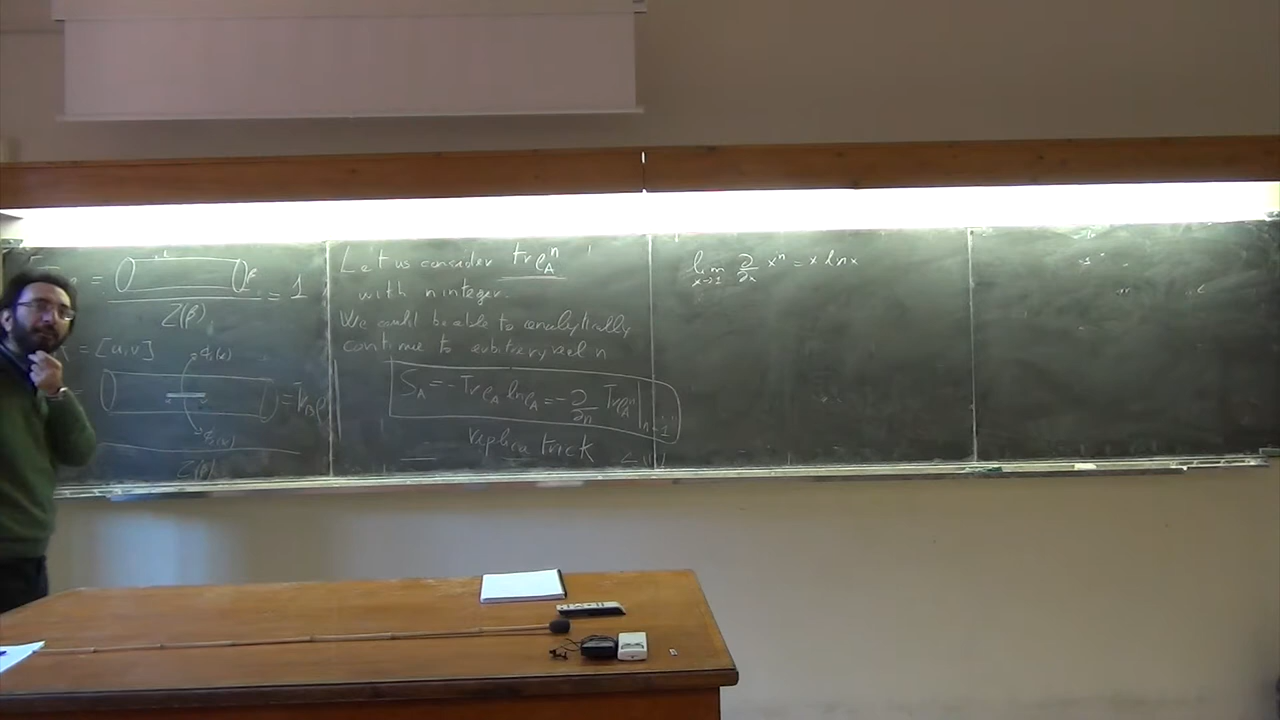 = 1
Z(β)
= [u,v]
Z(β)
Let us consider tr ρ_A^n
with n integer.
We could be able to analytically
continue to arbitrary real n
S_A = -Tr ρ_A ln ρ_A = -∂/∂n Tr ρ_A^n |_{n=1}
replica trick
lim_{x→1} ∂/∂x x^n = x ln x